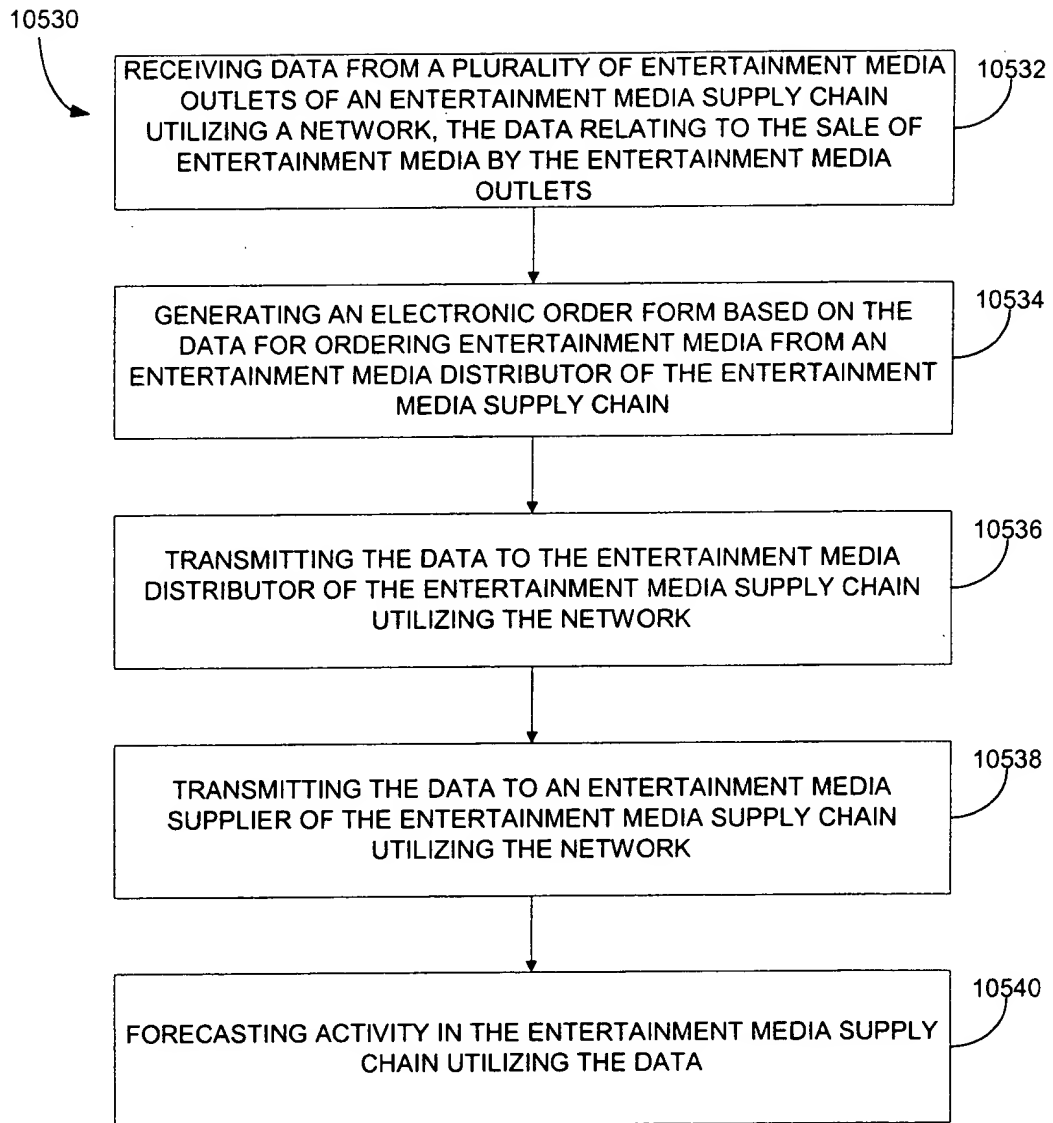 10530
RECEIVING DATA FROM A PLURALITY OF ENTERTAINMENT MEDIA
OUTLETS OF AN ENTERTAINMENT MEDIA SUPPLY CHAIN
UTILIZING A NETWORK, THE DATA RELATING TO THE SALE OF
ENTERTAINMENT MEDIA BY THE ENTERTAINMENT MEDIA
OUTLETS
10532
GENERATING AN ELECTRONIC ORDER FORM BASED ON THE
DATA FOR ORDERING ENTERTAINMENT MEDIA FROM AN
ENTERTAINMENT MEDIA DISTRIBUTOR OF THE ENTERTAINMENT
MEDIA SUPPLY CHAIN
10534
TRANSMITTING THE DATA TO THE ENTERTAINMENT MEDIA
DISTRIBUTOR OF THE ENTERTAINMENT MEDIA SUPPLY CHAIN
UTILIZING THE NETWORK
10536
TRANSMITTING THE DATA TO AN ENTERTAINMENT MEDIA
SUPPLIER OF THE ENTERTAINMENT MEDIA SUPPLY CHAIN
UTILIZING THE NETWORK
10538
FORECASTING ACTIVITY IN THE ENTERTAINMENT MEDIA SUPPLY
CHAIN UTILIZING THE DATA
10540